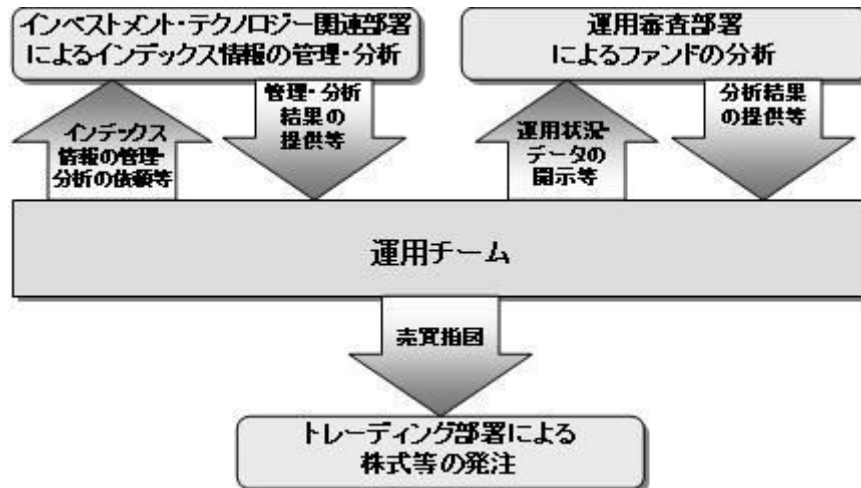 インベストメント・テクノロジー関連部署
によるインデックス情報の管理・分析
運用審査部署
によるファンドの分析
インデックス
情報の管理・
分析の依頼等
管理・分析
結果の
提供等
運用状況・
データの
開示等
分析結果
の提供等
運用チーム
売買指図
トレーディング部署による
株式等の発注